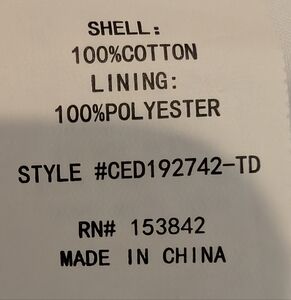 SHELL:
100%COTTON
LINING:
100%POLYESTER
STYLE #CED192742-TD
RN# 153842
MADE IN CHINA